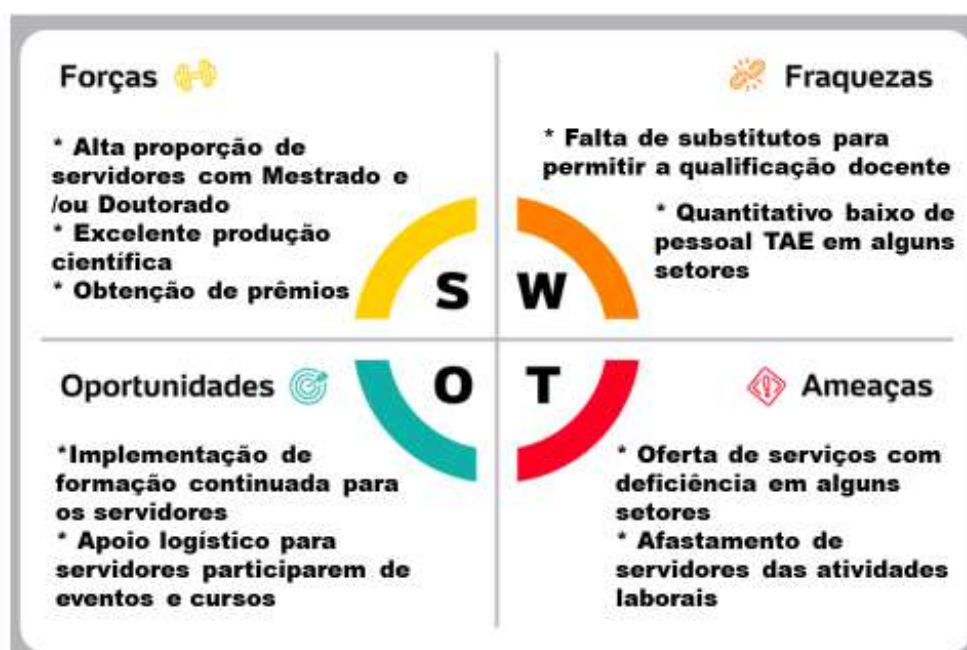 Forças
* Alta proporção de
servidores com Mestrado e
/ou Doutorado
* Excelente produção
científica
* Obtenção de prêmios
Fraquezas
* Falta de substitutos para
permitir a qualificação docente
* Quantitativo baixo de
pessoal TAE em alguns
setores
S W
O T
Oportunidades
*Implementação de
formação continuada para
os servidores
* Apoio logístico para
servidores participarem de
eventos e cursos
Ameaças
* Oferta de serviços com
deficiência em alguns
setores
* Afastamento de
servidores das atividades
laborais